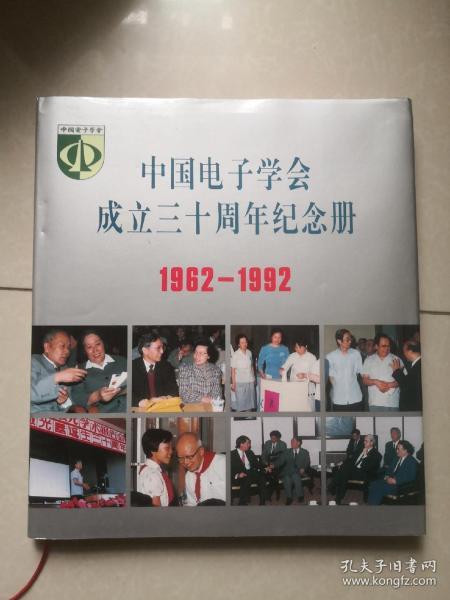 中国电子学会
中国电子学会
成立三十周年纪念册
1962-1992
孔夫子旧书网
www.kongfz.com